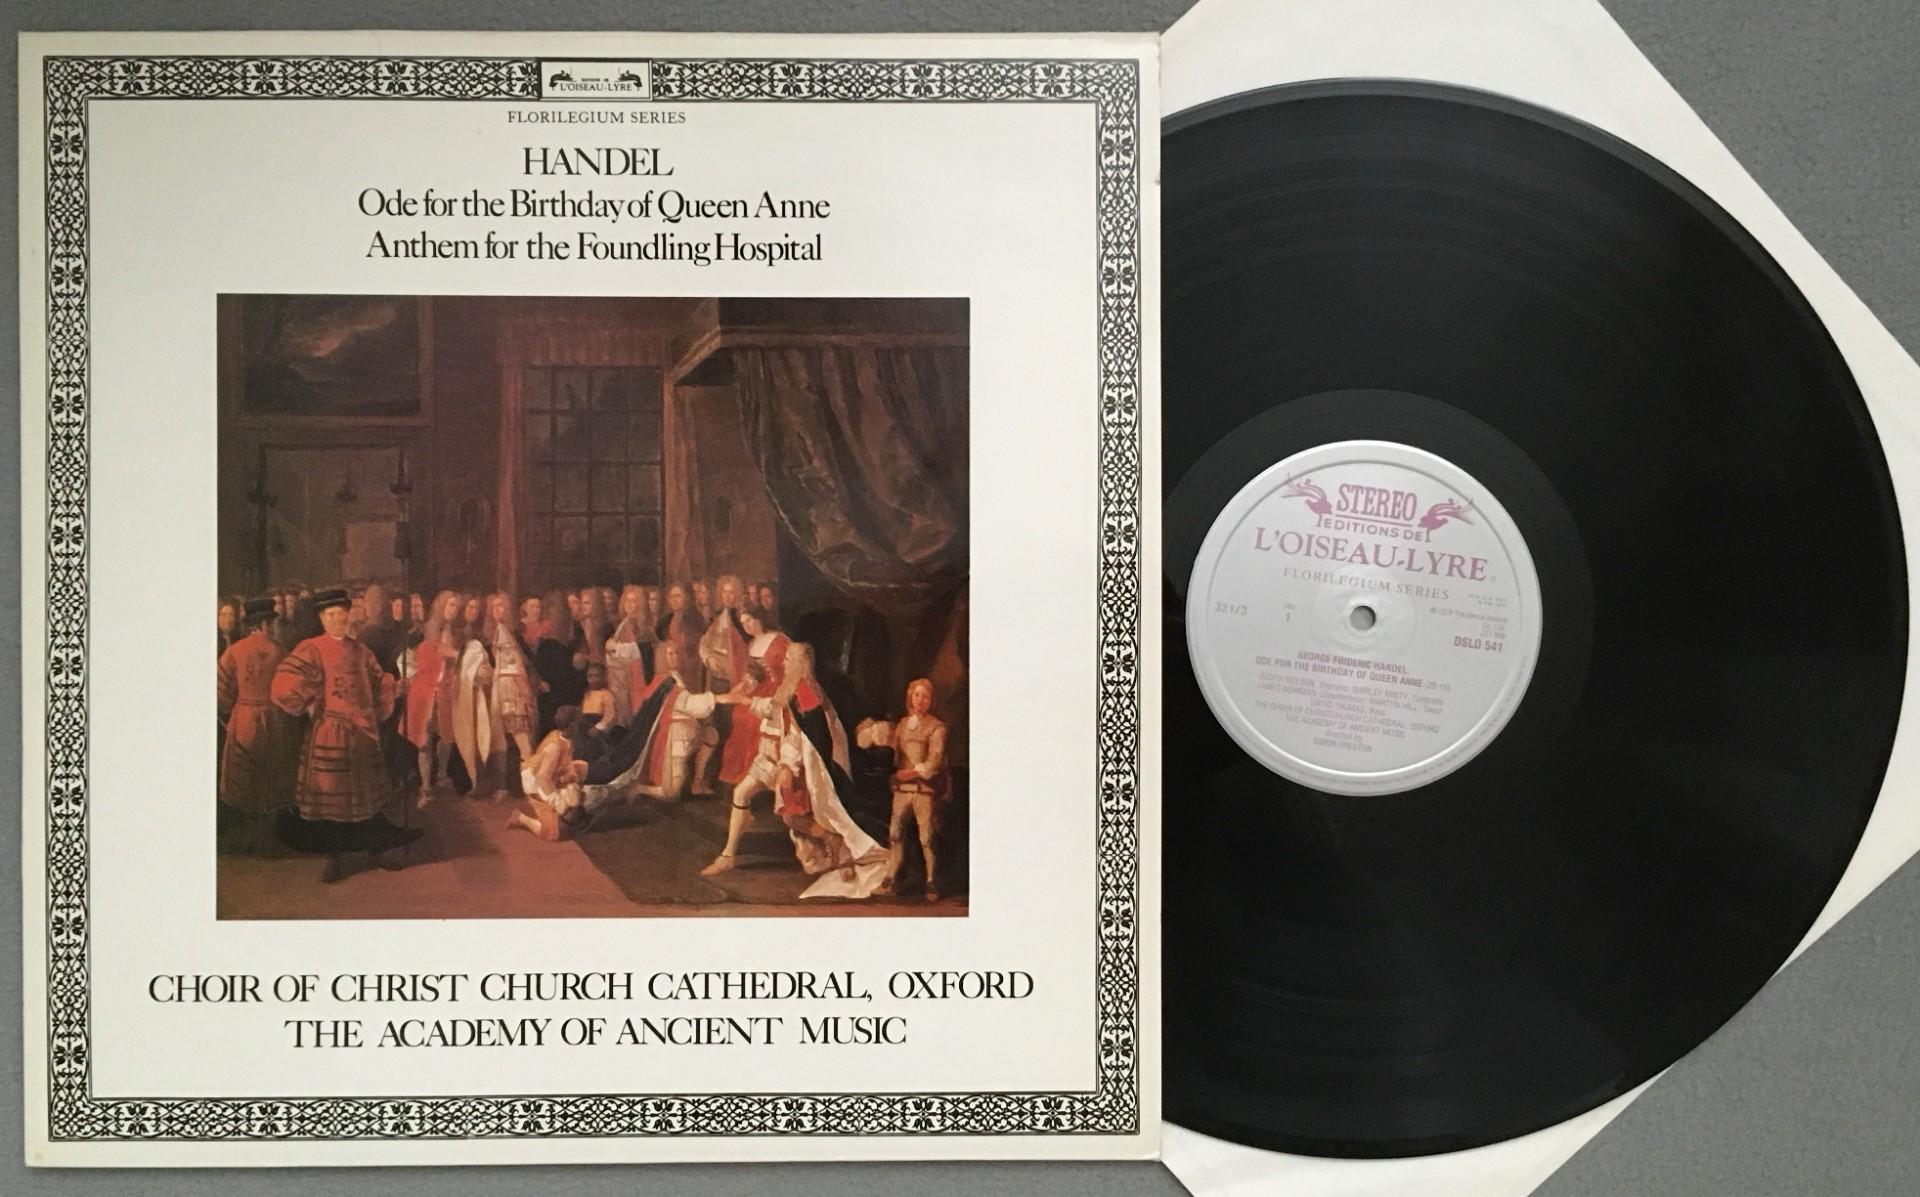 EDITIONS DE
L'OISEAU-LYRE
FLORILEGIUM SERIES
HANDEL
Ode for the Birthday of Queen Anne
Anthem for the Foundling Hospital
CHOIR OF CHRIST CHURCH CATHEDRAL, OXFORD
THE ACADEMY OF ANCIENT MUSIC
STEREO
EDITIONS DE
L'OISEAU-LYRE
FLORILEGIUM SERIES
33 1/3
1
DSLO 541
GEORGE FRIDERIC HANDEL:
ODE FOR THE BIRTHDAY OF QUEEN ANNE
JUDITH NELSON, Soprano; SHIRLEY MINTY, Contralto
JAMES BOWMAN, Countertenor; MARTYN HILL, Tenor
DAVID THOMAS, Bass
THE CHOIR OF CHRISTCHURCH CATHEDRAL, OXFORD
THE ACADEMY OF ANCIENT MUSIC
directed by
SIMON PRESTON